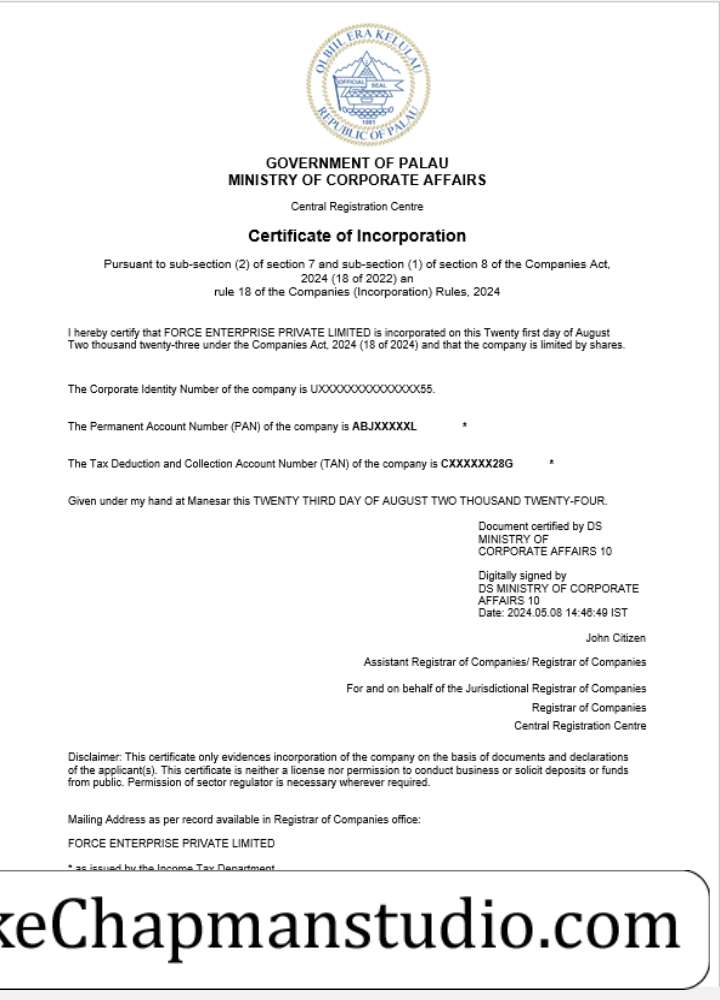 OLBIIL ERA KELULAU
OFFICIAL SEAL
1981
REPUBLIC OF PALAU
GOVERNMENT OF PALAU
MINISTRY OF CORPORATE AFFAIRS
Central Registration Centre
Certificate of Incorporation
Pursuant to sub-section (2) of section 7 and sub-section (1) of section 8 of the Companies Act,
2024 (18 of 2022) an
rule 18 of the Companies (Incorporation) Rules, 2024
I hereby certify that FORCE ENTERPRISE PRIVATE LIMITED is incorporated on this Twenty first day of August
Two thousand twenty-three under the Companies Act, 2024 (18 of 2024) and that the company is limited by shares.
The Corporate Identity Number of the company is UXXXXXXXXXXXXXX55.
The Permanent Account Number (PAN) of the company is ABJXXXXXL *
The Tax Deduction and Collection Account Number (TAN) of the company is CXXXXXX28G *
Given under my hand at Manesar this TWENTY THIRD DAY OF AUGUST TWO THOUSAND TWENTY-FOUR.
Document certified by DS
MINISTRY OF
CORPORATE AFFAIRS 10
Digitally signed by
DS MINISTRY OF CORPORATE
AFFAIRS 10
Date: 2024.05.08 14:46:49 IST
John Citizen
Assistant Registrar of Companies/ Registrar of Companies
For and on behalf of the Jurisdictional Registrar of Companies
Registrar of Companies
Central Registration Centre
Disclaimer: This certificate only evidences incorporation of the company on the basis of documents and declarations
of the applicant(s). This certificate is neither a license nor permission to conduct business or solicit deposits or funds
from public. Permission of sector regulator is necessary wherever required.
Mailing Address as per record available in Registrar of Companies office:
FORCE ENTERPRISE PRIVATE LIMITED
* as issued by the Income Tax Department
keChapmanstudio.com